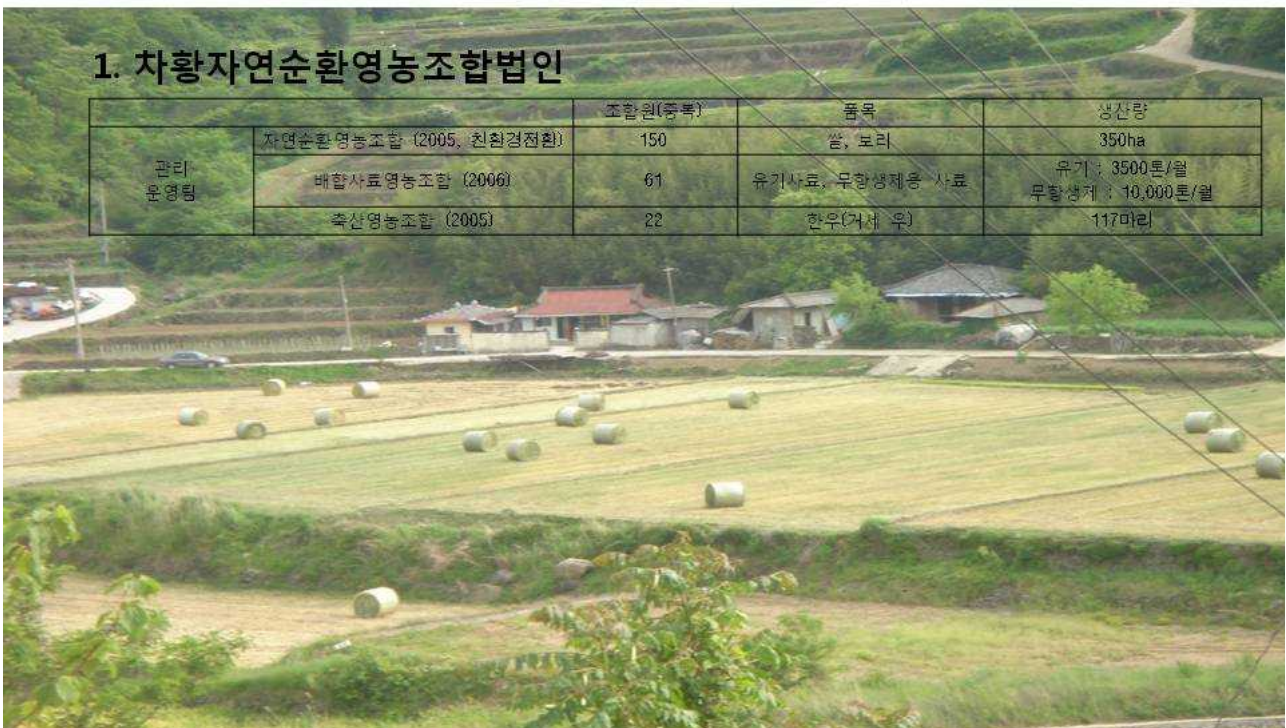 1. 차황자연순환영농조합법인
조합원(중복) 품목 생산량
관리
운영팀
자연순환영농조합 (2005, 친환경전환) 150 쌀, 보리 350ha
배합사료영농조합 (2006) 61 유기사료, 무항생제용 사료
유기 : 3500톤/월
무항생제 : 10,000톤/월
축산영농조합 (2005) 22 한우(거세 우) 117마리